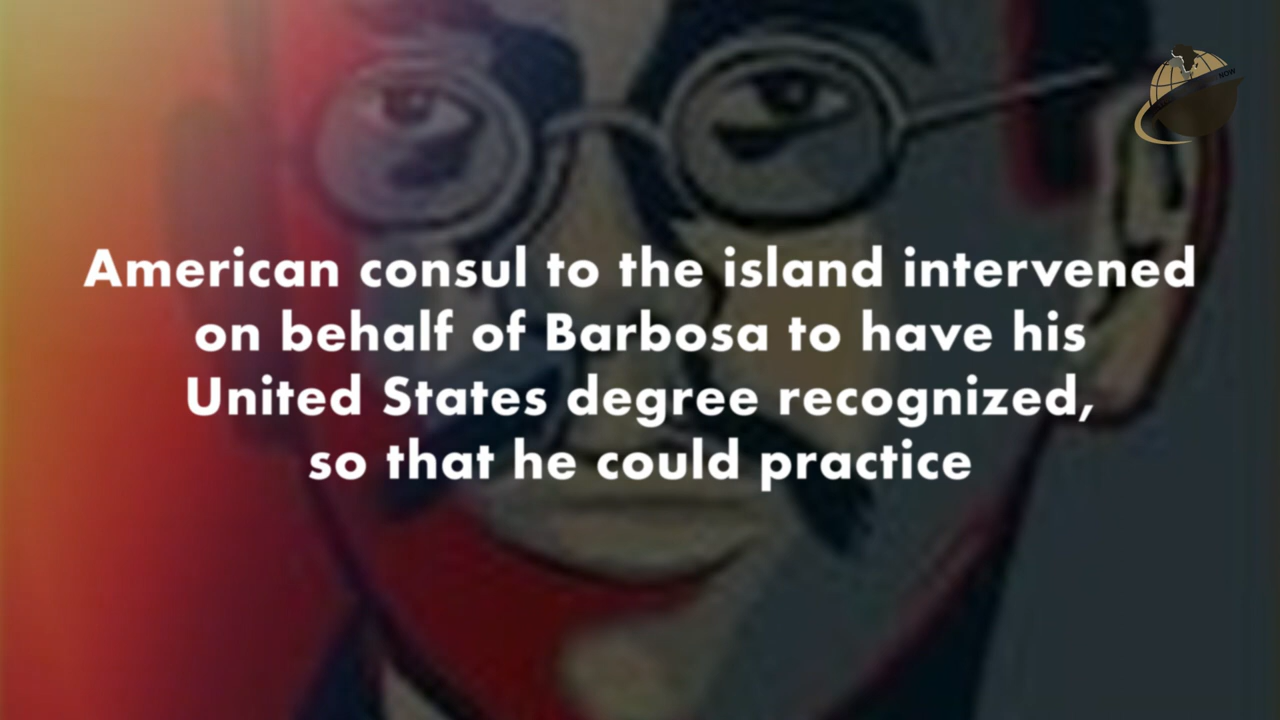 NOW
American consul to the island intervened
on behalf of Barbosa to have his
United States degree recognized,
so that he could practice